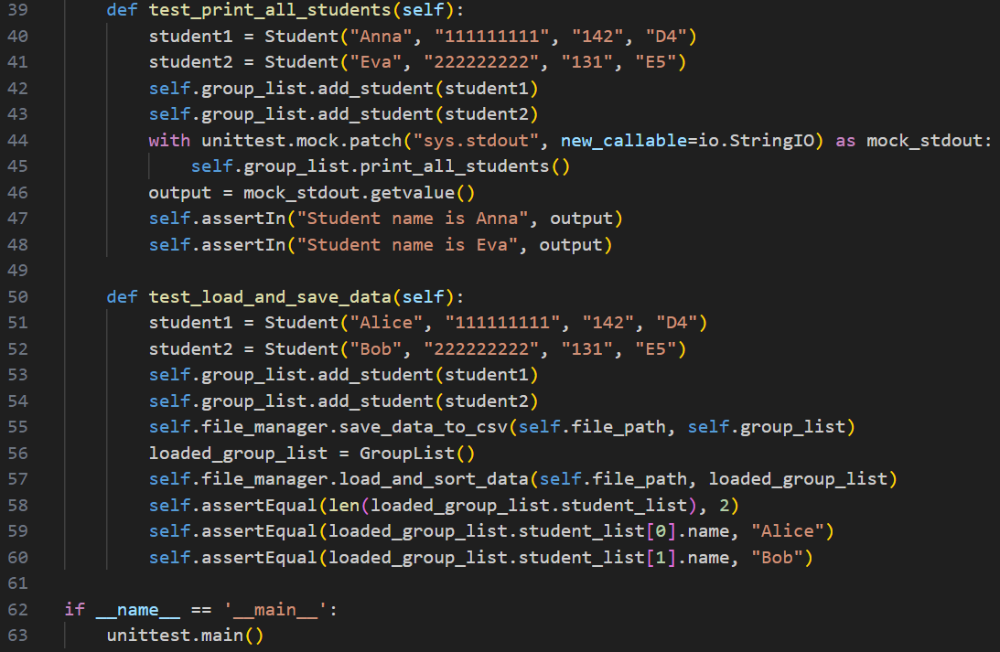 39 def test_print_all_students(self):
40 student1 = Student("Anna", "111111111", "142", "D4")
41 student2 = Student("Eva", "222222222", "131", "E5")
42 self.group_list.add_student(student1)
43 self.group_list.add_student(student2)
44 with unittest.mock.patch("sys.stdout", new_callable=io.StringIO) as mock_stdout:
45 self.group_list.print_all_students()
46 output = mock_stdout.getvalue()
47 self.assertIn("Student name is Anna", output)
48 self.assertIn("Student name is Eva", output)
49
50 def test_load_and_save_data(self):
51 student1 = Student("Alice", "111111111", "142", "D4")
52 student2 = Student("Bob", "222222222", "131", "E5")
53 self.group_list.add_student(student1)
54 self.group_list.add_student(student2)
55 self.file_manager.save_data_to_csv(self.file_path, self.group_list)
56 loaded_group_list = GroupList()
57 self.file_manager.load_and_sort_data(self.file_path, loaded_group_list)
58 self.assertEqual(len(loaded_group_list.student_list), 2)
59 self.assertEqual(loaded_group_list.student_list[0].name, "Alice")
60 self.assertEqual(loaded_group_list.student_list[1].name, "Bob")
61
62 if __name__ == '__main__':
63 unittest.main()